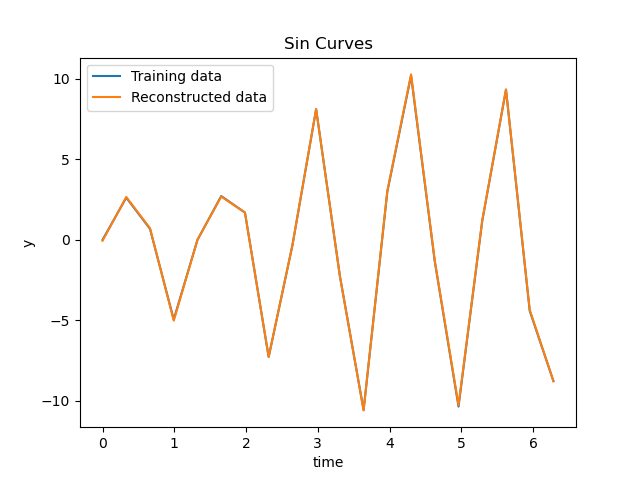 Sin Curves
Training data
Reconstructed data
10
5
0
−5
−10
y
0 1 2 3 4 5 6
time